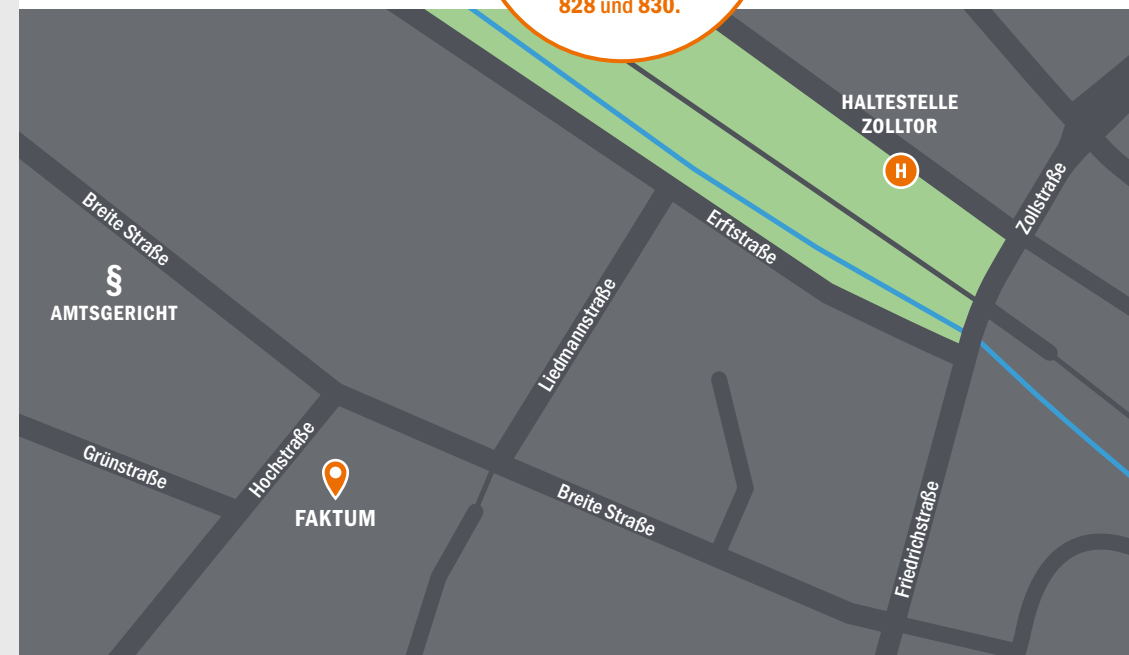 828 und 830.
HALTESTELLE
ZOLLTOR
H
Zollstraße
Breite Straße
Erftstraße
§
AMTSGERICHT
Liedmannstraße
Grünstraße
Hochstraße
FAKTUM
Breite Straße
Friedrichstraße